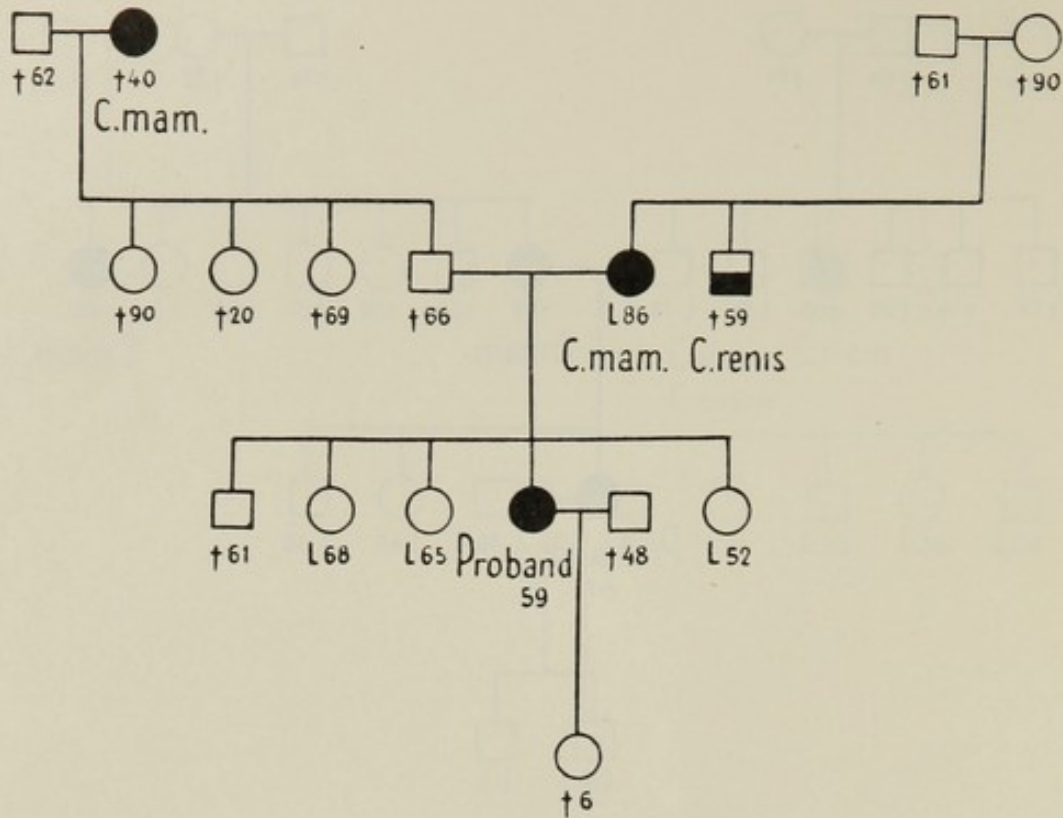 †62 †40 †61 †90
C.mam.
†90 †20 †69 †66 L86 †59
C.mam. C.renis
†61 L68 L65 Proband †48 L52
59
†6